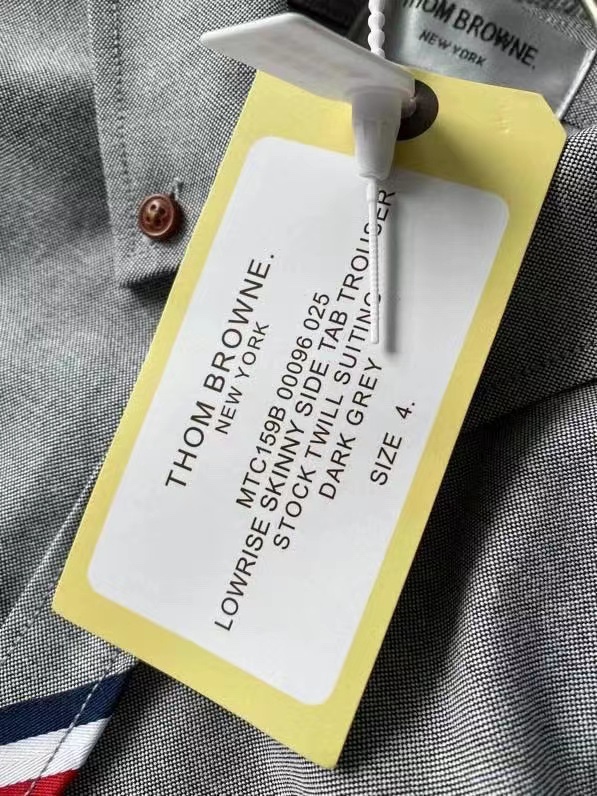 THOM BROWNE.
NEW YORK
THOM BROWNE.
NEW YORK
MTC159B 00096 025
LOWRISE SKINNY SIDE TAB TROUSER
STOCK TWILL SUITING
DARK GREY
SIZE 4.